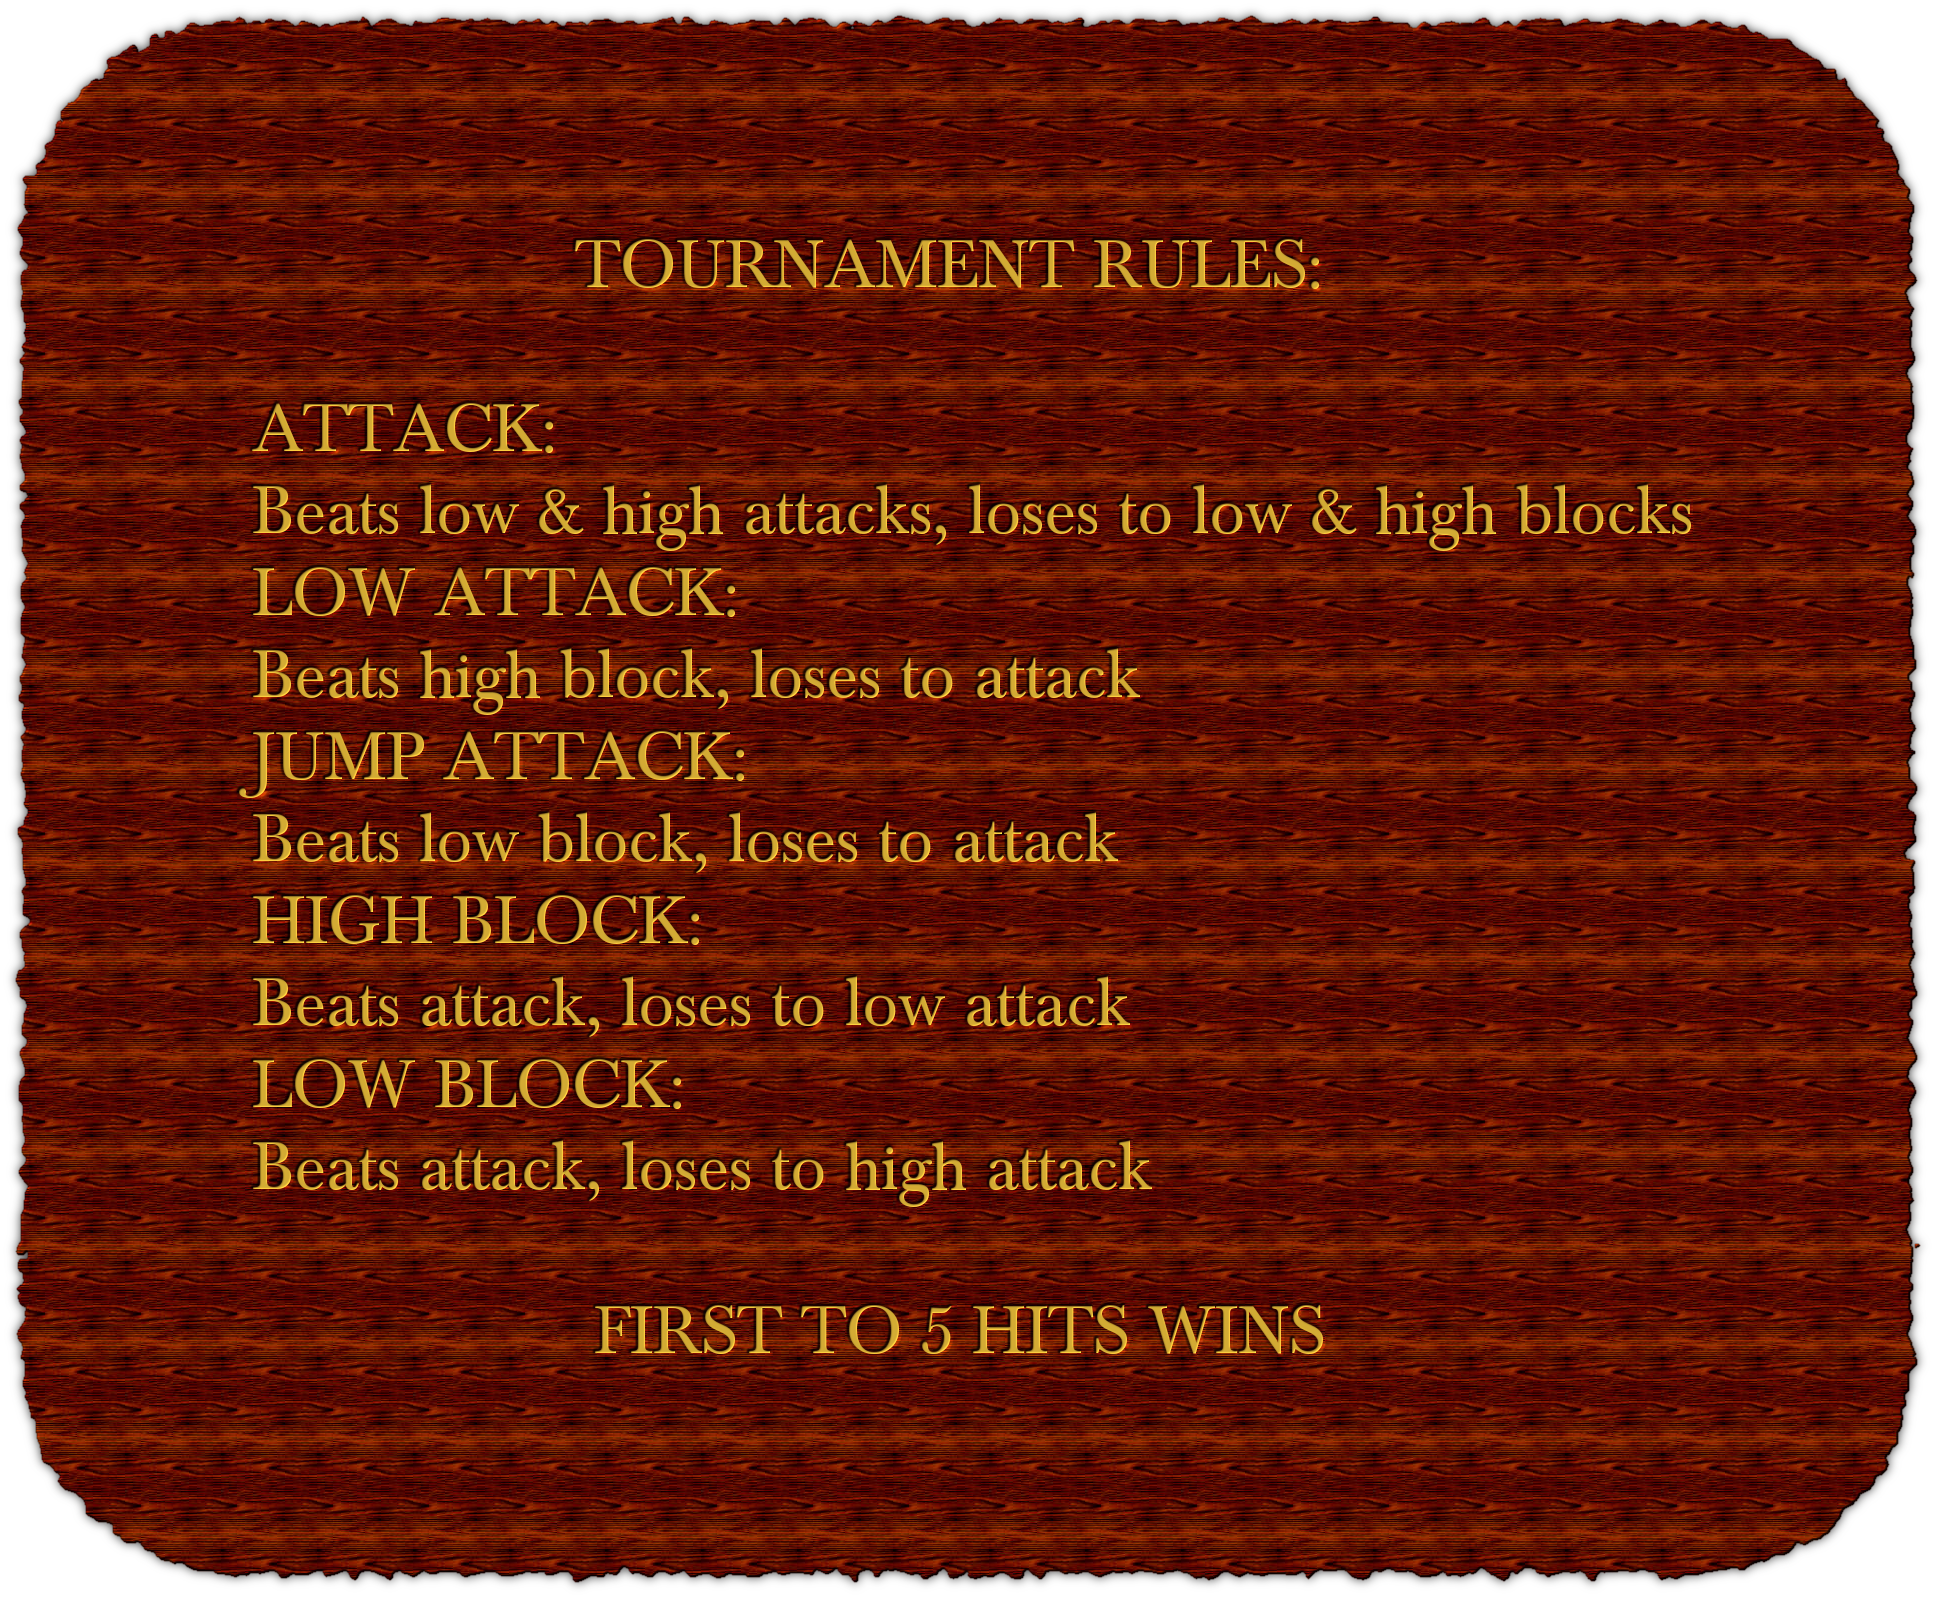 TOURNAMENT RULES:
ATTACK:
Beats low & high attacks, loses to low & high blocks
LOW ATTACK:
Beats high block, loses to attack
JUMP ATTACK:
Beats low block, loses to attack
HIGH BLOCK:
Beats attack, loses to low attack
LOW BLOCK:
Beats attack, loses to high attack
FIRST TO 5 HITS WINS